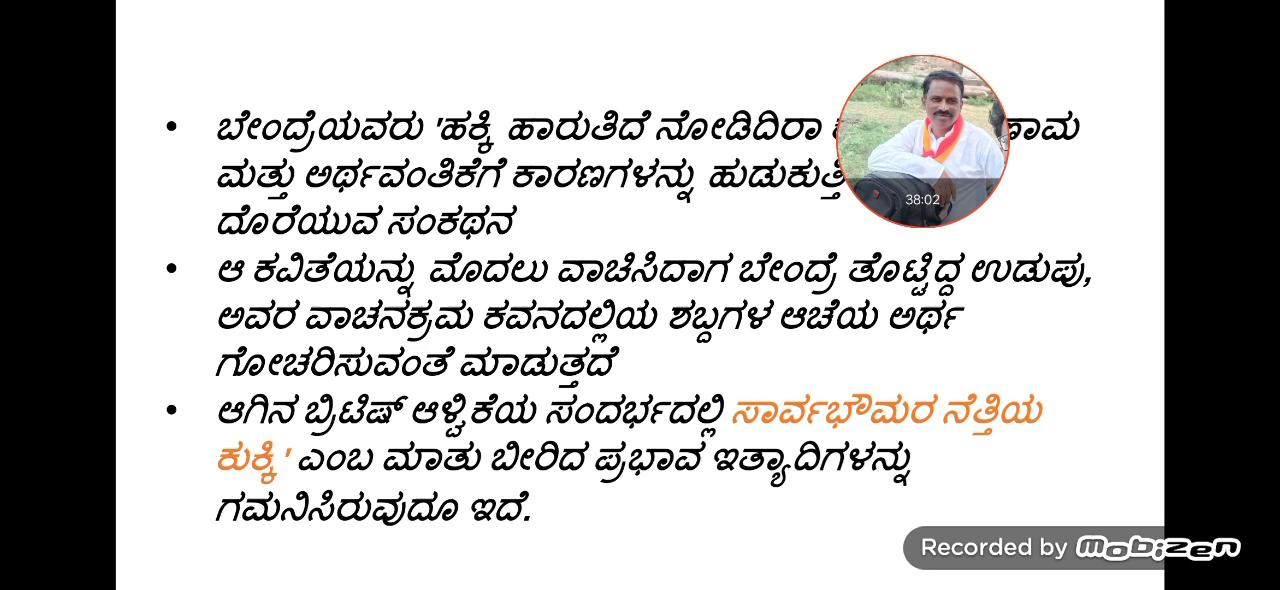 • ಬೇಂದ್ರೆಯವರು 'ಹಕ್ಕಿ ಹಾರುತಿದೆ ನೋಡಿದಿರಾ
ಮತ್ತು ಅರ್ಥವಂತಿಕೆಗೆ ಕಾರಣಗಳನ್ನು
38:02
ದೊರೆಯುವ ಸಂಕಥನ
• ಆ ಕವಿತೆಯನ್ನು ಮೊದಲು ವಾಚಿಸಿದಾಗ ಬೇಂದ್ರೆ ತೊಟ್ಟಿದ್ದ ಉಡುಪು,
ಅವರ ವಾಚನಕ್ರಮ ಕವನದಲ್ಲಿಯ ಶಬ್ದಗಳ ಆಚೆಯ ಅರ್ಥ
ಗೋಚರಿಸುವಂತೆ ಮಾಡುತ್ತದೆ
• ಆಗಿನ ಬ್ರಿಟಿಷ್ ಆಳ್ವಿಕೆಯ ಸಂದರ್ಭದಲ್ಲಿ ಸಾರ್ವಭೌಮರ ನೆತ್ತಿಯ
ಕುಕ್ಕಿ' ಎಂಬ ಮಾತು ಬೀರಿದ ಪ್ರಭಾವ ಇತ್ಯಾದಿಗಳನ್ನು
ಗಮನಿಸಿರುವುದೂ ಇದೆ.
Recorded by Mobizen